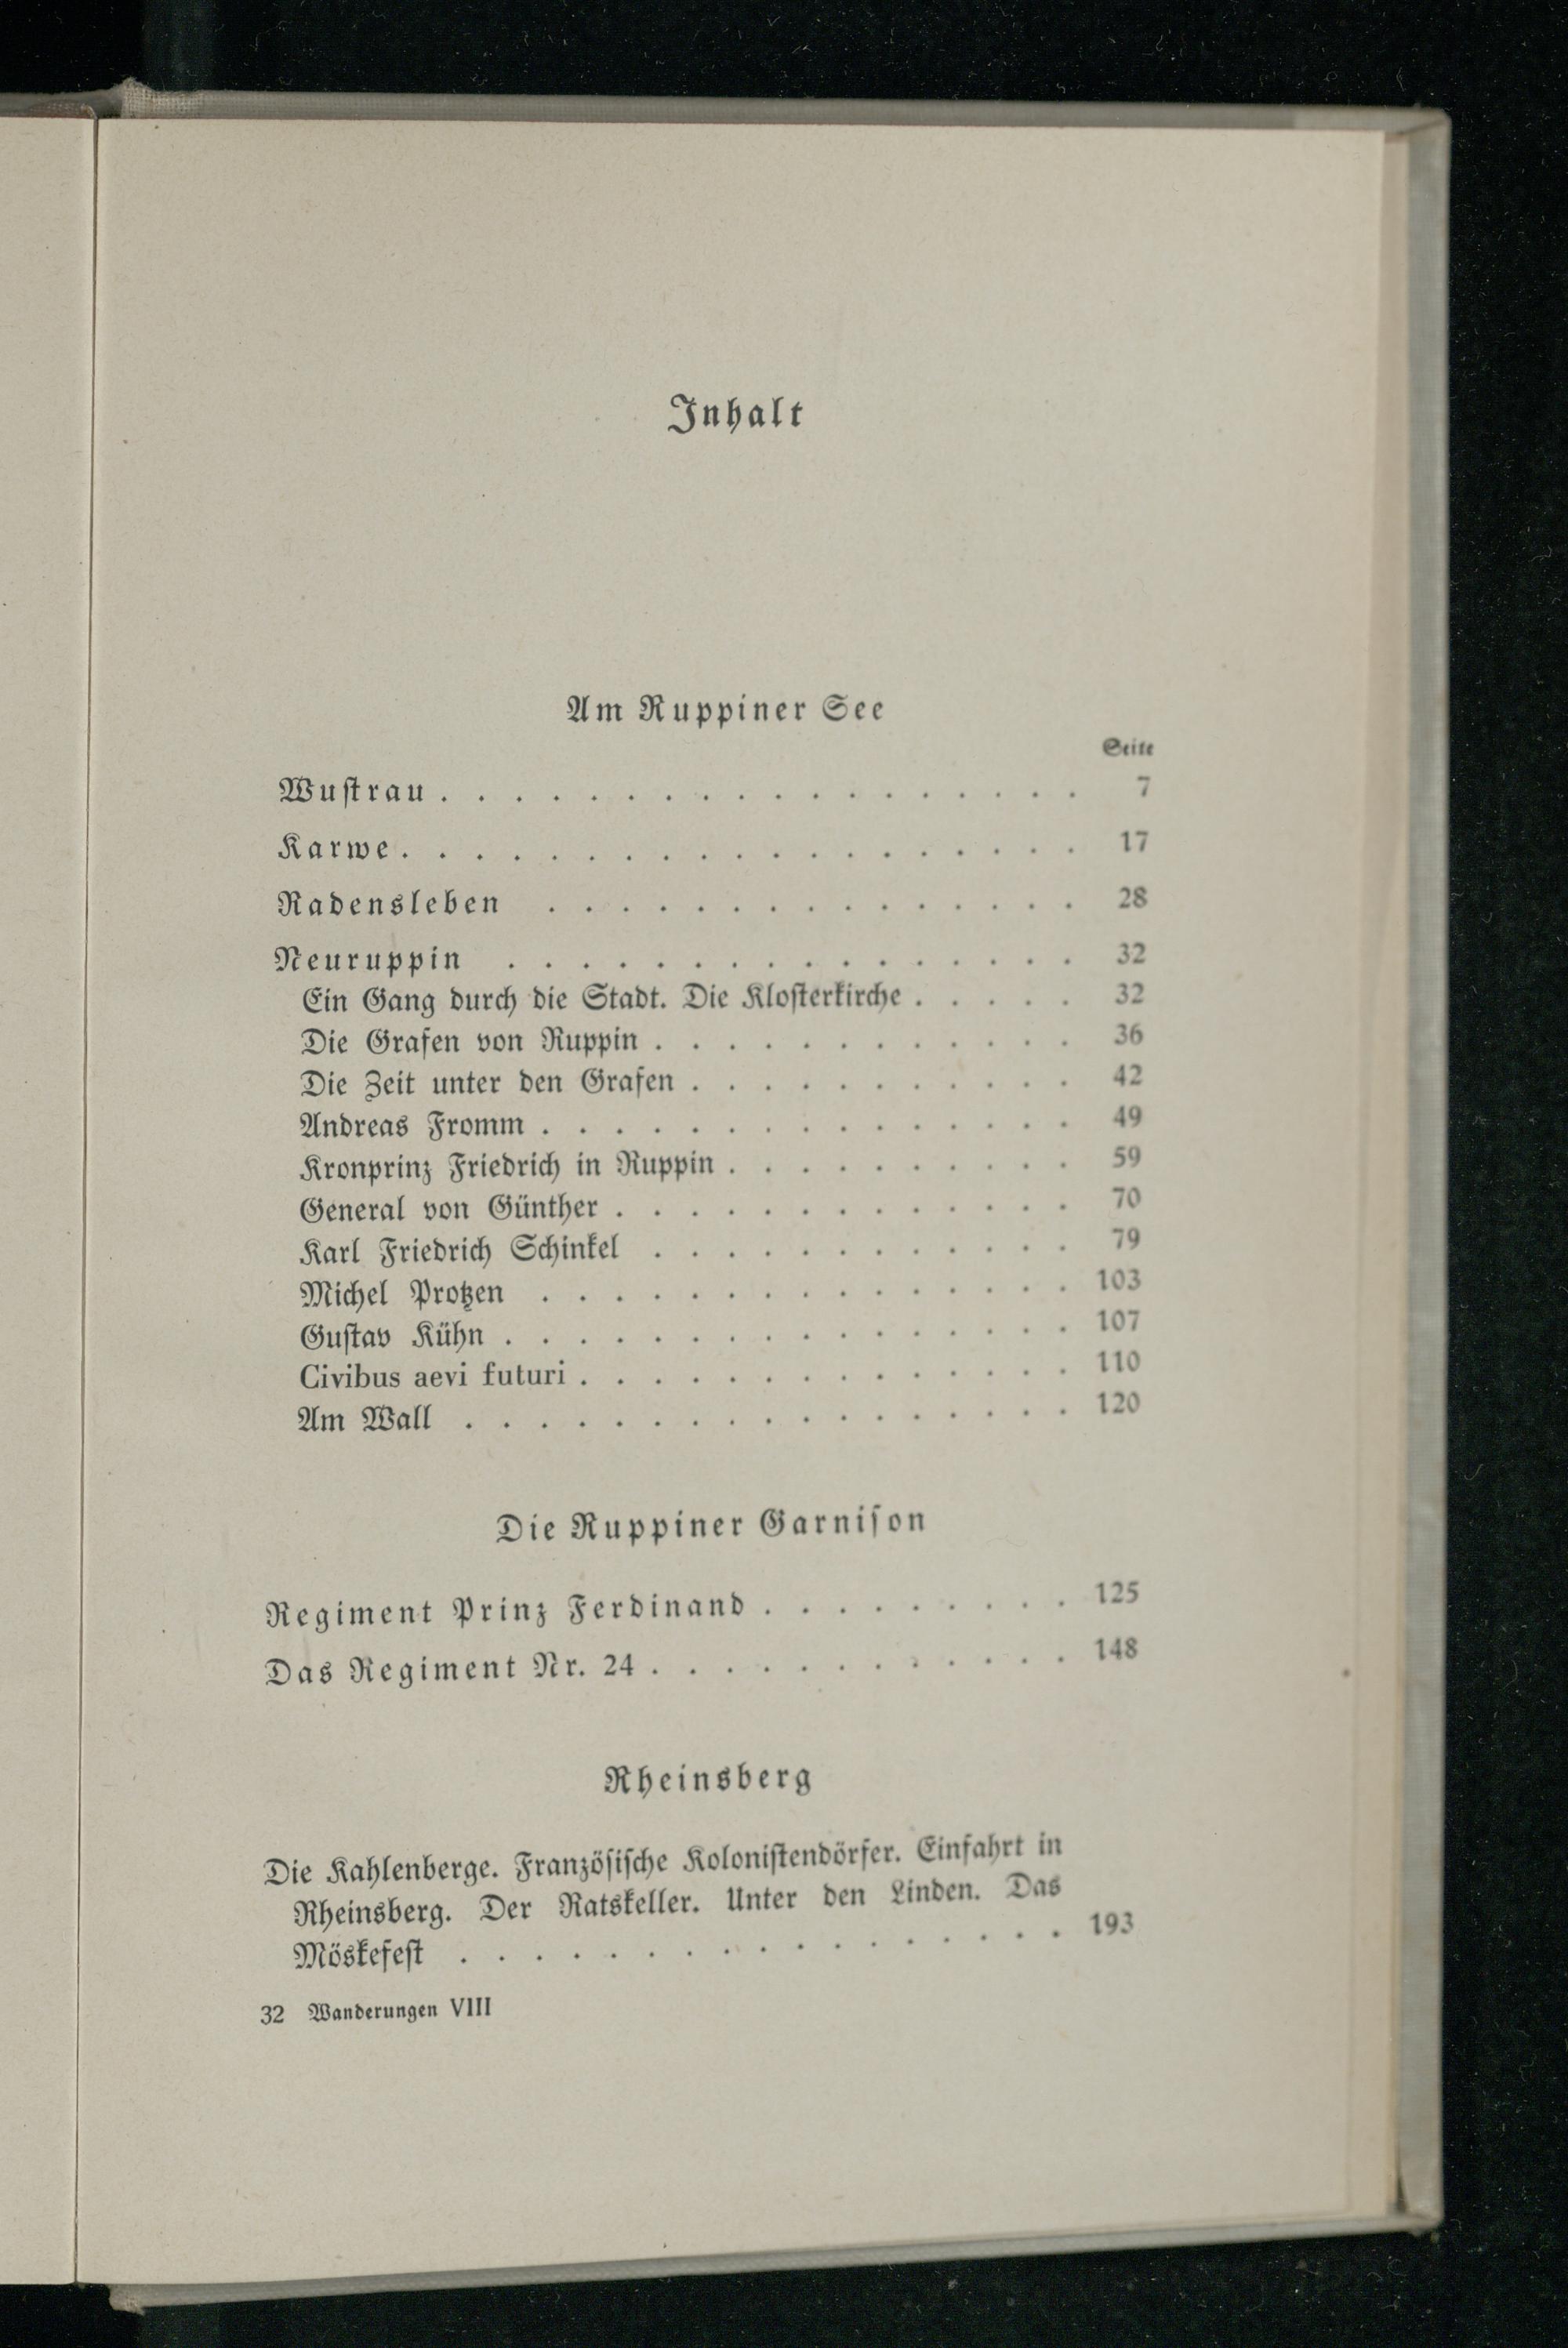 Inhalt
Am Ruppiner See
Seite
Wuſtrau . . . . . . . . . . . . . . . . . . 7
Karwe . . . . . . . . . . . . . . . . . . . 17
Radensleben . . . . . . . . . . . . . . . 28
Neuruppin . . . . . . . . . . . . . . . . 32
Ein Gang durch die Stadt. Die Kloſterkirche . . . . . 32
Die Grafen von Ruppin . . . . . . . . . . . . 36
Die Zeit unter den Grafen . . . . . . . . . . . 42
Andreas Fromm . . . . . . . . . . . . . . . 49
Kronprinz Friedrich in Ruppin . . . . . . . . . . 59
General von Günther . . . . . . . . . . . . . 70
Karl Friedrich Schinkel . . . . . . . . . . . . 79
Michel Protzen . . . . . . . . . . . . . . . 103
Guſtav Kühn . . . . . . . . . . . . . . . . 107
Civibus aevi futuri . . . . . . . . . . . . . . 110
Am Wall . . . . . . . . . . . . . . . . . 120
Die Ruppiner Garniſon
Regiment Prinz Ferdinand . . . . . . . . . 125
Das Regiment Nr. 24 . . . . . . . . . . . . 148
Rheinsberg
Die Kahlenberge. Franzöſiſche Koloniſtendörfer. Einfahrt in
Rheinsberg. Der Ratskeller. Unter den Linden. Das
Möskefeſt . . . . . . . . . . . . . . . . . 193
32 Wanderungen VIII